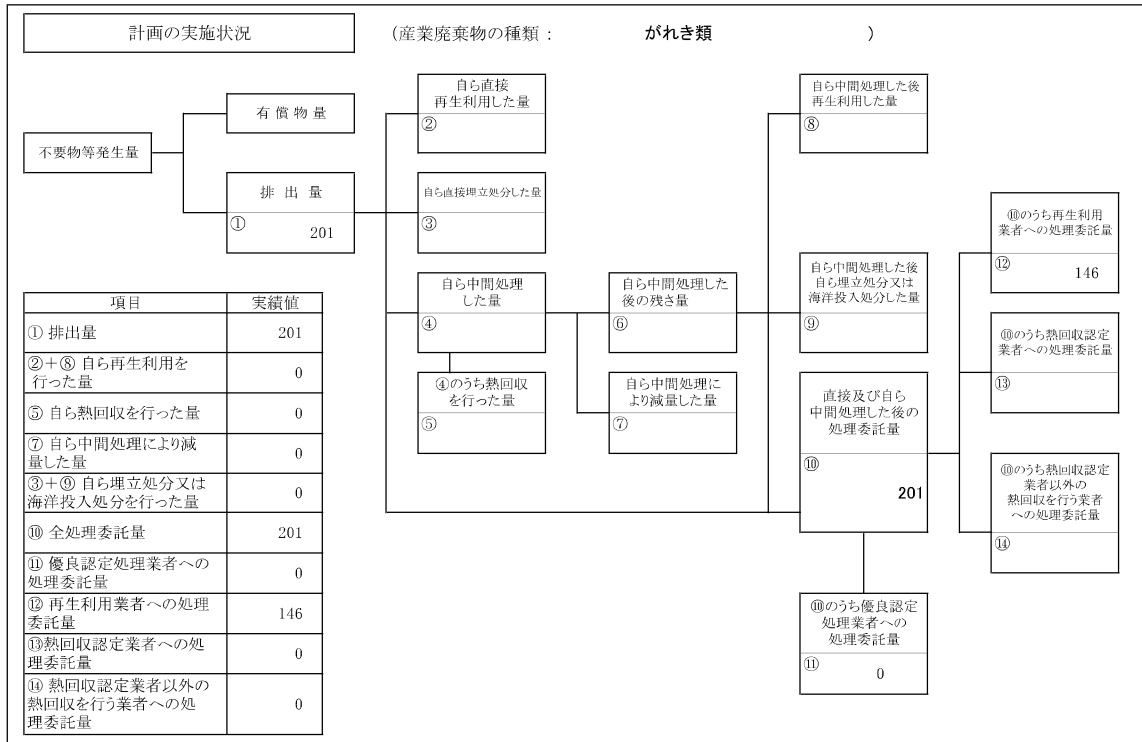 計画の実施状況
(産業廃棄物の種類： がれき類 )
不要物等発生量
有償物量
排出量
①
201
自ら直接
再生利用した量
②
自ら直接埋立処分した量
③
自ら中間処理
した量
④
④のうち熱回収
を行った量
⑤
自ら中間処理した
後の残さ量
⑥
自ら中間処理に
より減量した量
⑦
自ら中間処理した後
再生利用した量
⑧
自ら中間処理した後
自ら埋立処分又は
海洋投入処分した量
⑨
直接及び自ら
中間処理した後の
処理委託量
⑩
201
⑩のうち優良認定
処理業者への
処理委託量
⑪
0
⑩のうち再生利用
業者への処理委託量
⑫
146
⑩のうち熱回収認定
業者への処理委託量
⑬
⑩のうち熱回収認定
業者以外の
熱回収を行う業者
への処理委託量
⑭
項目 実績値
① 排出量 201
②＋⑧ 自ら再生利用を
行った量 0
⑤ 自ら熱回収を行った量 0
⑦ 自ら中間処理により減
量した量 0
③＋⑨ 自ら埋立処分又は
海洋投入処分を行った量 0
⑩ 全処理委託量 201
⑪ 優良認定処理業者への
処理委託量 0
⑫ 再生利用業者への処理
委託量 146
⑬熱回収認定業者への処
理委託量 0
⑭ 熱回収認定業者以外の
熱回収を行う業者への処
理委託量 0